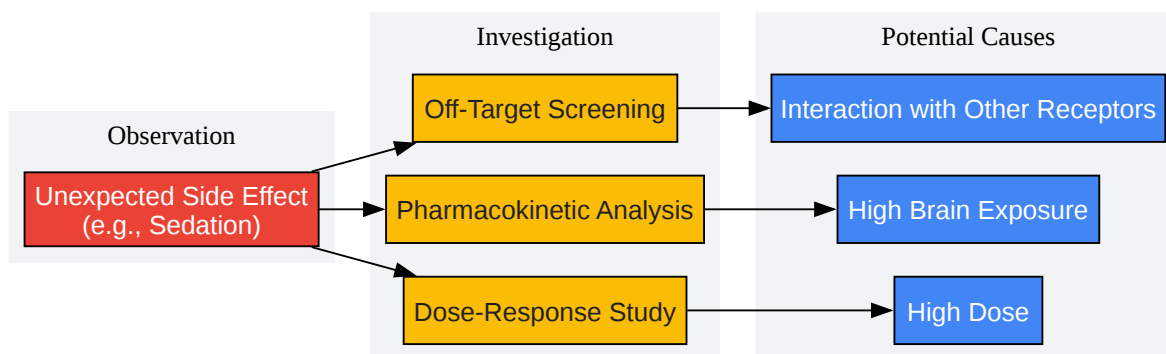 Observation
Unexpected Side Effect
(e.g., Sedation)
Investigation
Off-Target Screening
Pharmacokinetic Analysis
Dose-Response Study
Potential Causes
Interaction with Other Receptors
High Brain Exposure
High Dose